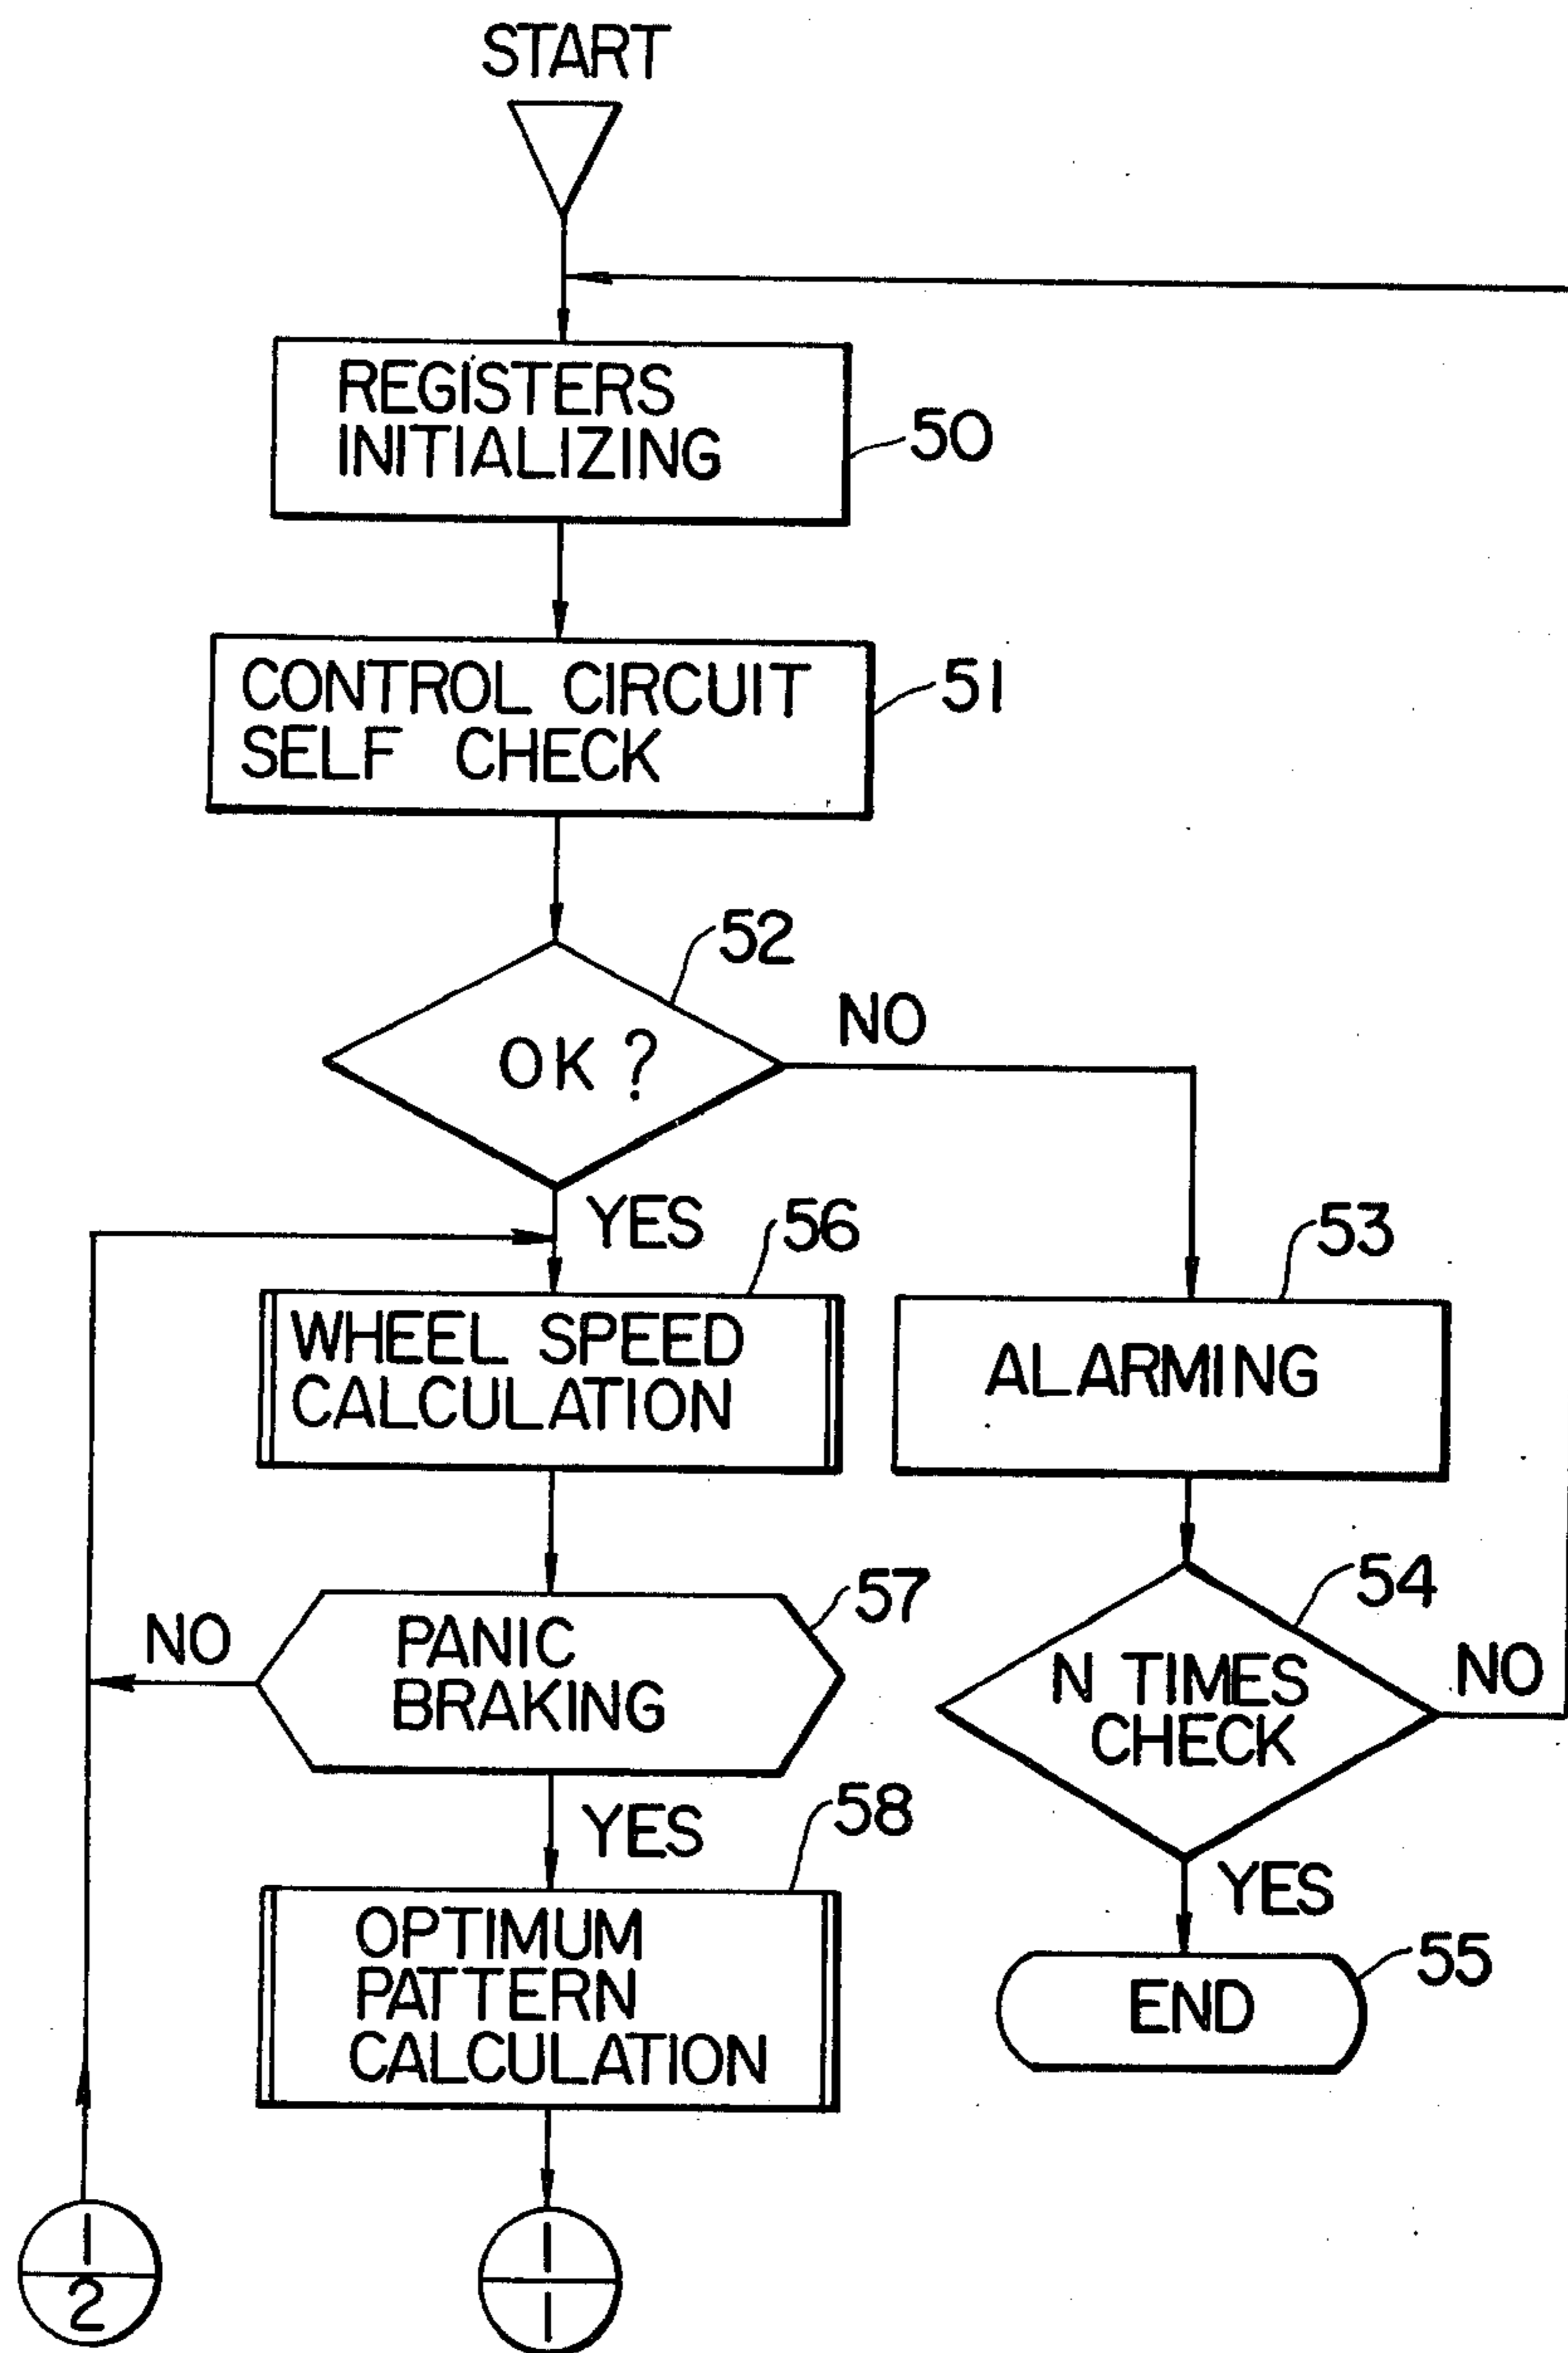 START
REGISTERS
INITIALIZING
50
CONTROL CIRCUIT
SELF CHECK
51
52
OK?
NO
YES
56
53
WHEEL SPEED
CALCULATION
ALARMING
57
54
NO
PANIC
BRAKING
N TIMES
CHECK
NO
YES
58
YES
OPTIMUM
PATTERN
CALCULATION
55
END
1
2
1
1